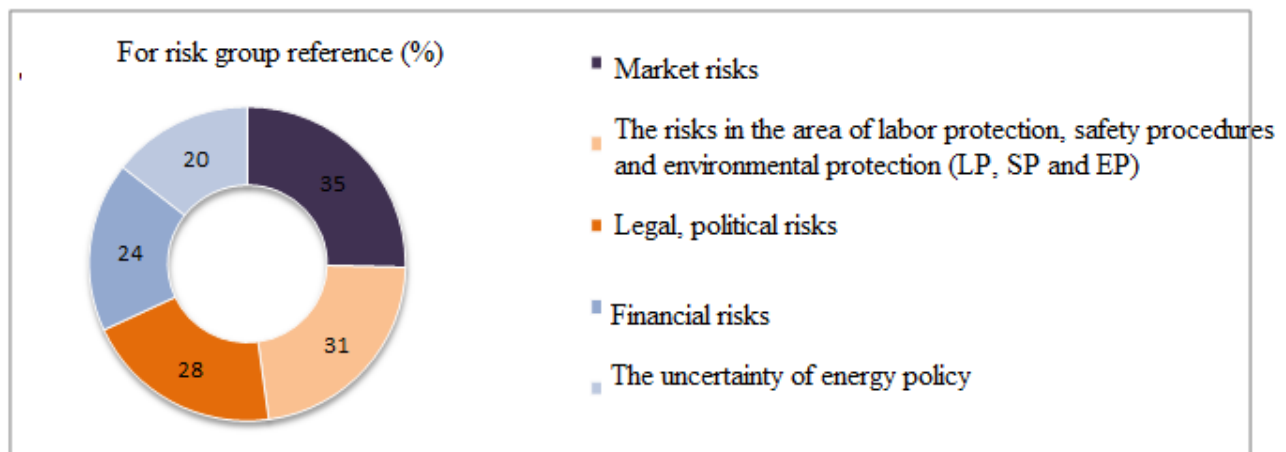 For risk group reference (%)
20
35
24
31
28
Market risks
The risks in the area of labor protection, safety procedures
and environmental protection (LP, SP and EP)
Legal, political risks
Financial risks
The uncertainty of energy policy